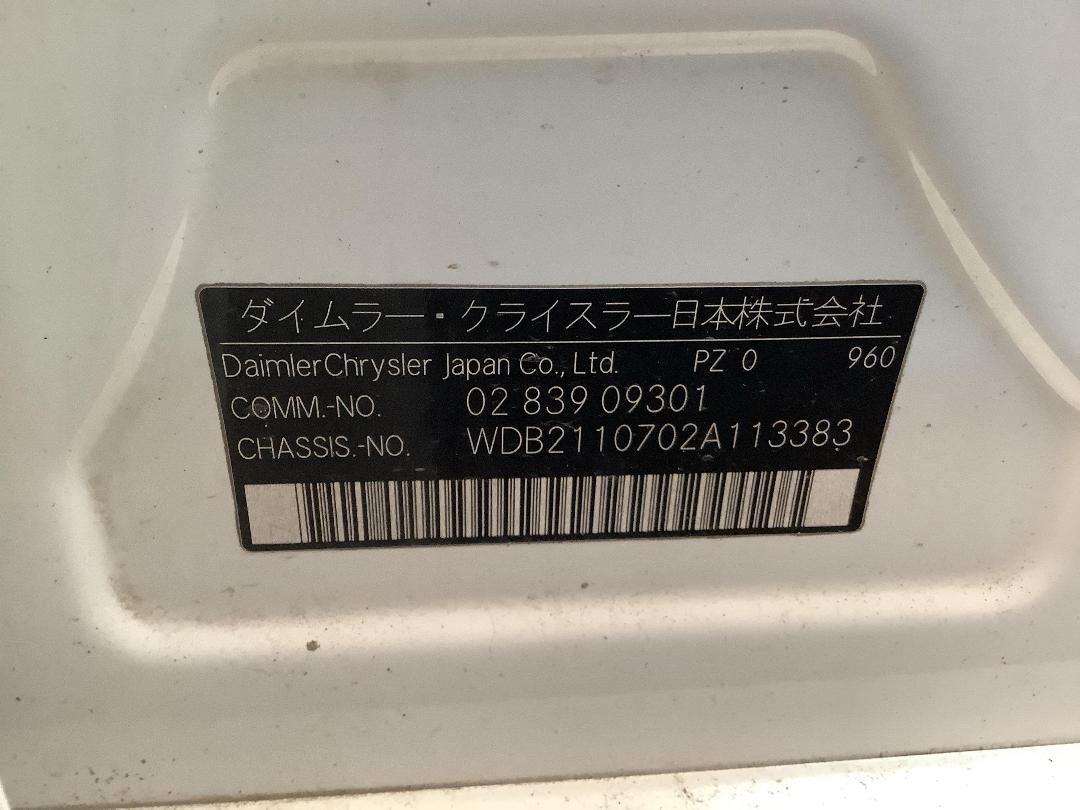 ダイムラー・クライスラー日本株式会社
DaimlerChrysler Japan Co., Ltd. PZ 0 960
COMM.-NO. 02 839 09301
CHASSIS.-NO. WDB2110702A113383